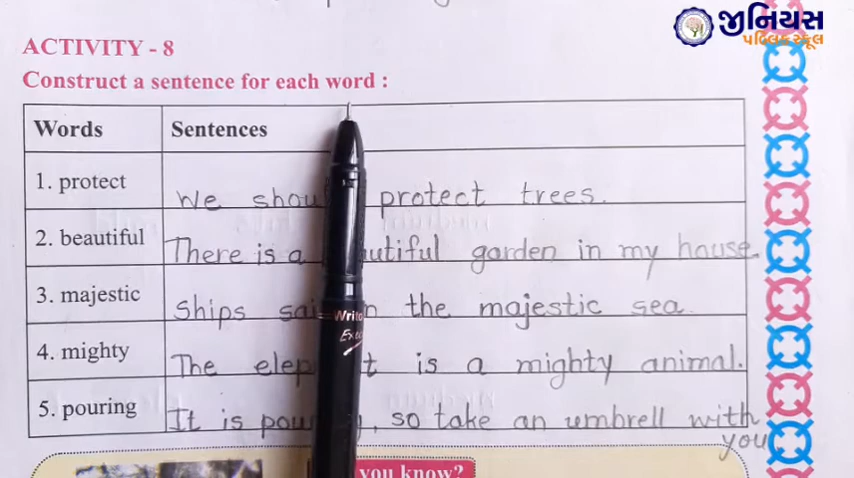 જીનિયસ
પબ્લિક સ્કૂલ
ACTIVITY - 8
Construct a sentence for each word :
Words Sentences
1. protect We shou protect trees.
2. beautiful There is a utiful garden in my house.
3. majestic Ships sai n the majestic sea.
4. mighty The elep t is a mighty animal.
5. pouring It is pou , so take an umbrell with
you
Write
you know?